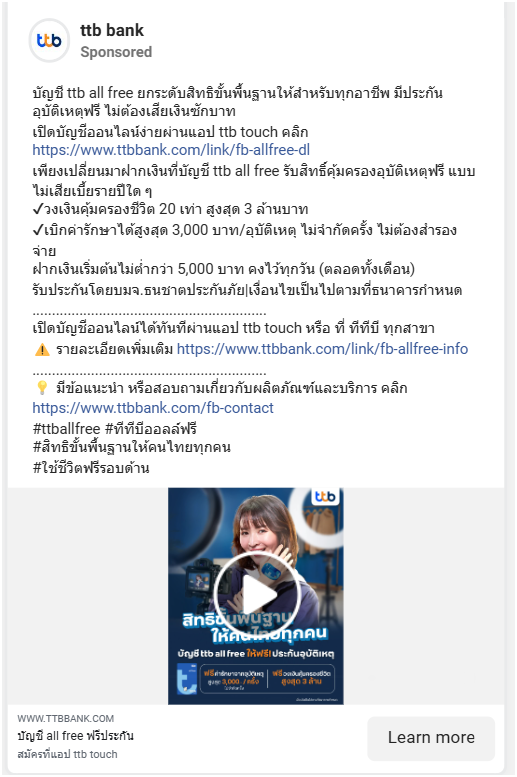 ttb
ttb bank
Sponsored
บัญชี ttb all free ยกระดับสิทธิขั้นพื้นฐานให้สำหรับทุกอาชีพ มีประกัน
อุบัติเหตุฟรี ไม่ต้องเสียเงินซักบาท
เปิดบัญชีออนไลน์ง่ายผ่านแอป ttb touch คลิก
https://www.ttbbank.com/link/fb-allfree-dl
เพียงเปลี่ยนมาฝากเงินที่บัญชี ttb all free รับสิทธิ์คุ้มครองอุบัติเหตุฟรี แบบ
ไม่เสียเบี้ยรายปีใด ๆ
✓วงเงินคุ้มครองชีวิต 20 เท่า สูงสุด 3 ล้านบาท
✓เบิกค่ารักษาได้สูงสุด 3,000 บาท/อุบัติเหตุ ไม่จำกัดครั้ง ไม่ต้องสำรอง
จ่าย
ฝากเงินเริ่มต้นไม่ต่ำกว่า 5,000 บาท คงไว้ทุกวัน (ตลอดทั้งเดือน)
รับประกันโดยบมจ.ธนชาตประกันภัย|เงื่อนไขเป็นไปตามที่ธนาคารกำหนด
..........................................................
เปิดบัญชีออนไลน์ได้ทันทีผ่านแอป ttb touch หรือ ที่ ทีทีบี ทุกสาขา
⚠️ รายละเอียดเพิ่มเติม https://www.ttbbank.com/link/fb-allfree-info
..........................................................
💡 มีข้อแนะนำ หรือสอบถามเกี่ยวกับผลิตภัณฑ์และบริการ คลิก
https://www.ttbbank.com/fb-contact
#ttballfree #ทีทีบีออลล์ฟรี
#สิทธิขั้นพื้นฐานให้คนไทยทุกคน
#ใช้ชีวิตฟรีรอบด้าน
ttb
สิทธิขั้นพื้นฐาน
ให้คนไทยทุกคน
บัญชี ttb all free ให้ฟรี! ประกันอุบัติเหตุ
ฟรี ค่ารักษาจากอุบัติเหตุ
สูงสุด 3,000.-/ครั้ง
ฟรี วงเงินคุ้มครองชีวิต
สูงสุด 3 ล้าน
WWW.TTBBANK.COM
บัญชี all free ฟรีประกัน
สมัครที่แอป ttb touch
Learn more